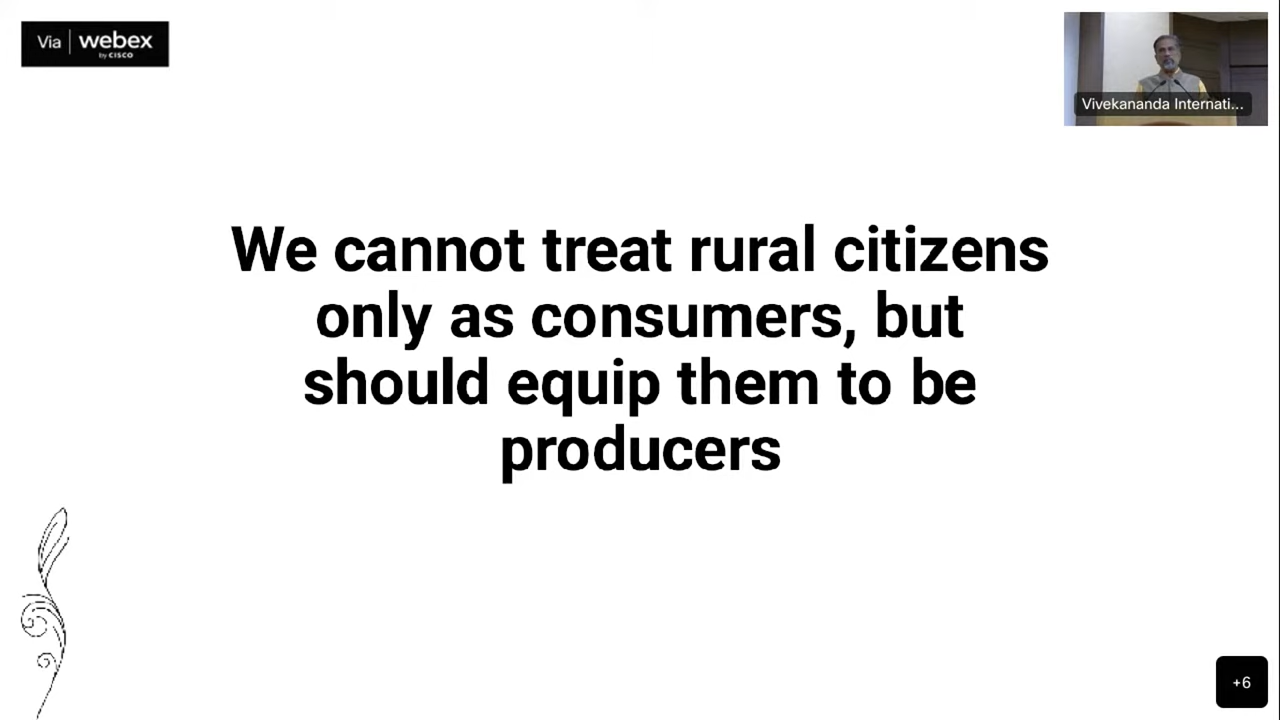 Via webex
by CISCO
Vivekananda Internati...
We cannot treat rural citizens
only as consumers, but
should equip them to be
producers
+6